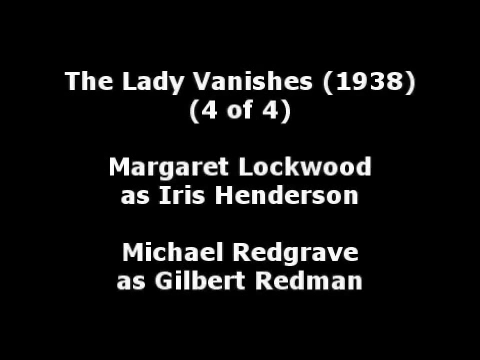 The Lady Vanishes (1938)
(4 of 4)
Margaret Lockwood
as Iris Henderson
Michael Redgrave
as Gilbert Redman